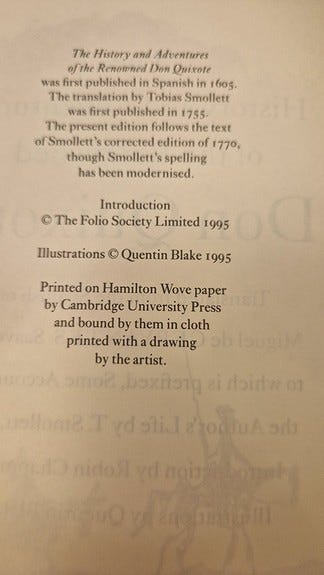 The History and Adventures
of the Renowned Don Quixote
was first published in Spanish in 1605.
The translation by Tobias Smollett
was first published in 1755.
The present edition follows the text
of Smollett's corrected edition of 1770,
though Smollett's spelling
has been modernised.
Introduction
© The Folio Society Limited 1995
Illustrations © Quentin Blake 1995
Printed on Hamilton Wove paper
by Cambridge University Press
and bound by them in cloth
printed with a drawing
by the artist.